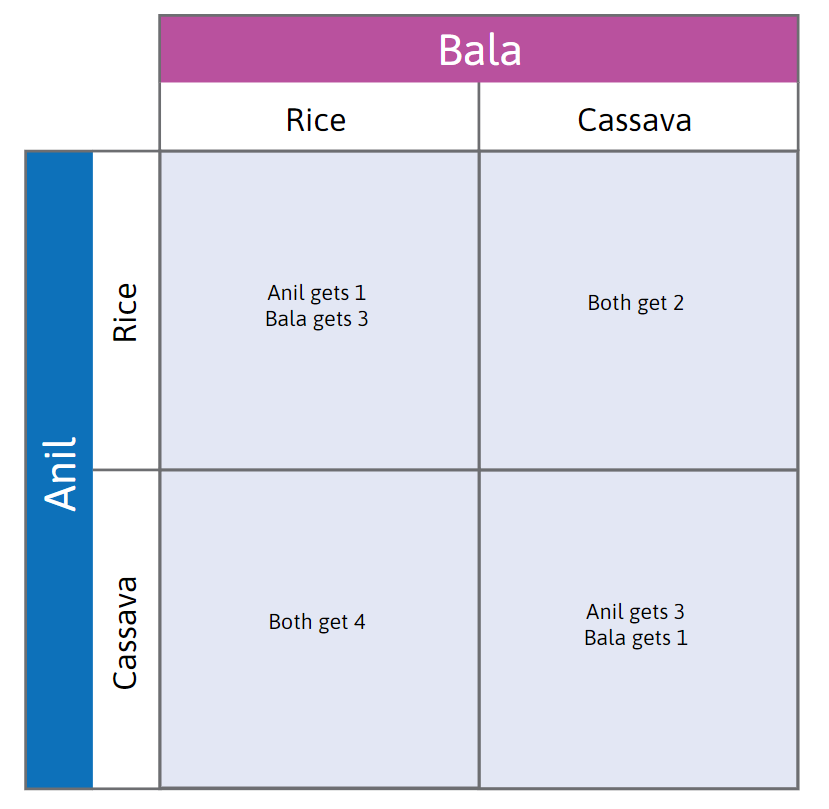 Bala
Rice
Cassava
Anil
Rice
Anil gets 1
Bala gets 3
Both get 2
Cassava
Both get 4
Anil gets 3
Bala gets 1